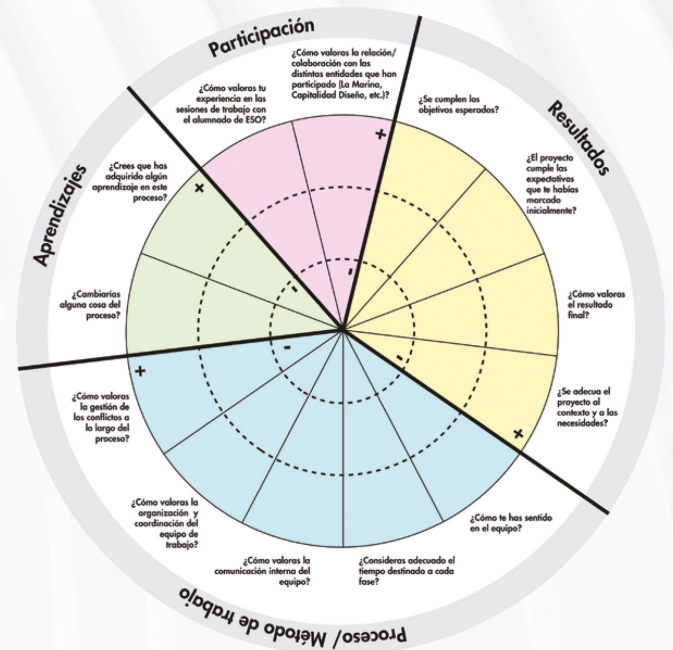 Participación
¿Cómo valoras la relación/
colaboración con las
distintas entidades que han
participado (La Marina,
Capitalidad Diseño, etc.)?
¿Cómo valoras tu
experiencia en las
sesiones de trabajo con
el alumnado de ESO?
+
-
Resultados
¿Se cumplen los
objetivos esperados?
¿El proyecto
cumple las
expectativas
que te habías
marcado
inicialmente?
¿Cómo valoras
el resultado
final?
¿Se adecua el
proyecto al
contexto y a las
necesidades?
+
-
Proceso/ Método de trabajo
¿Cómo te has sentido
en el equipo?
¿Consideras adecuado el
tiempo destinado a cada
fase?
¿Cómo valoras la
comunicación interna del
equipo?
¿Cómo valoras la
organización y
coordinación del
equipo de
trabajo?
¿Cómo valoras
la gestión de
los conflictos a
lo largo del
proceso?
+
-
Aprendizajes
¿Cambiarías
alguna cosa del
proceso?
¿Crees que has
adquirido algún
aprendizaje en este
proceso?
+
-